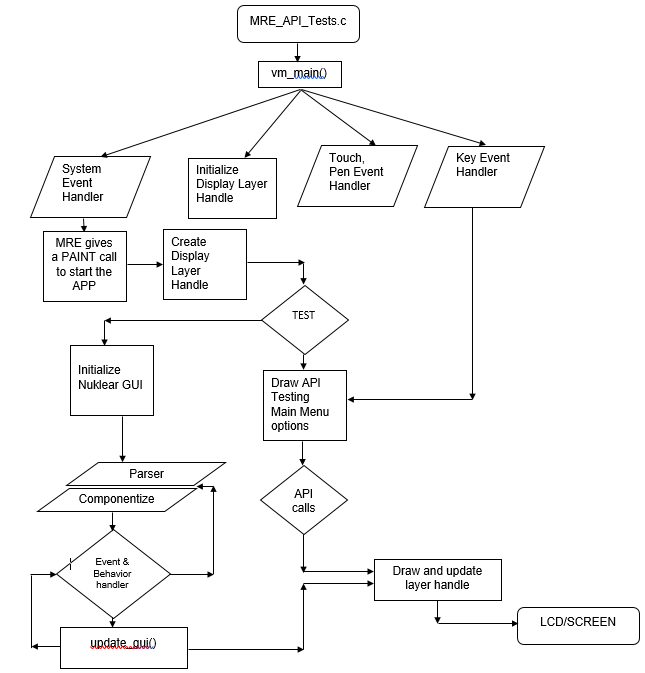 MRE_API_Tests.c
vm_main()
System
Event
Handler
Initialize
Display Layer
Handle
Touch,
Pen Event
Handler
Key Event
Handler
MRE gives
a PAINT call
to start the
APP
Create
Display
Layer
Handle
TEST
Initialize
Nuklear GUI
Draw API
Testing
Main Menu
options
Parser
Componentize
API
calls
Event &
Behavior
handler
Draw and update
layer handle
update_gui()
LCD/SCREEN